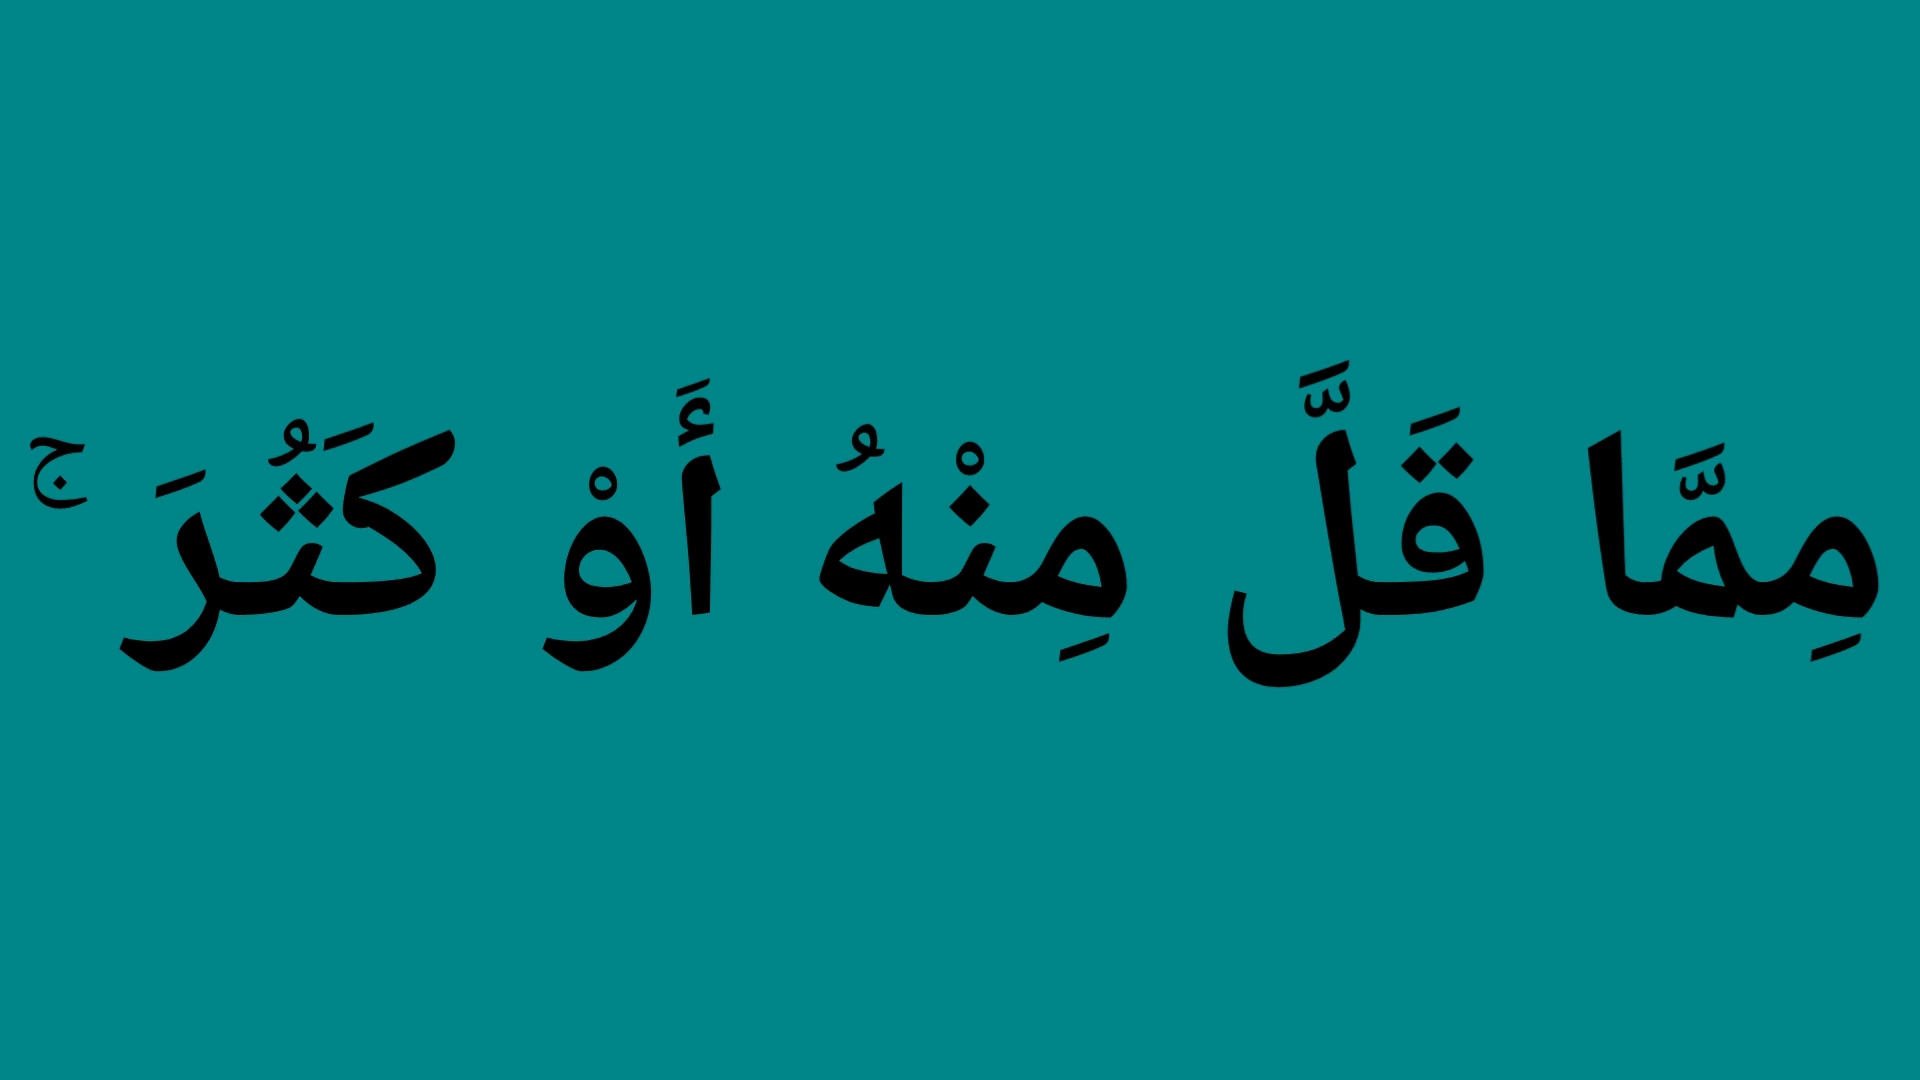 مِمَّا قَلَّ مِنْهُ أَوْ كَثُرَ ۚ